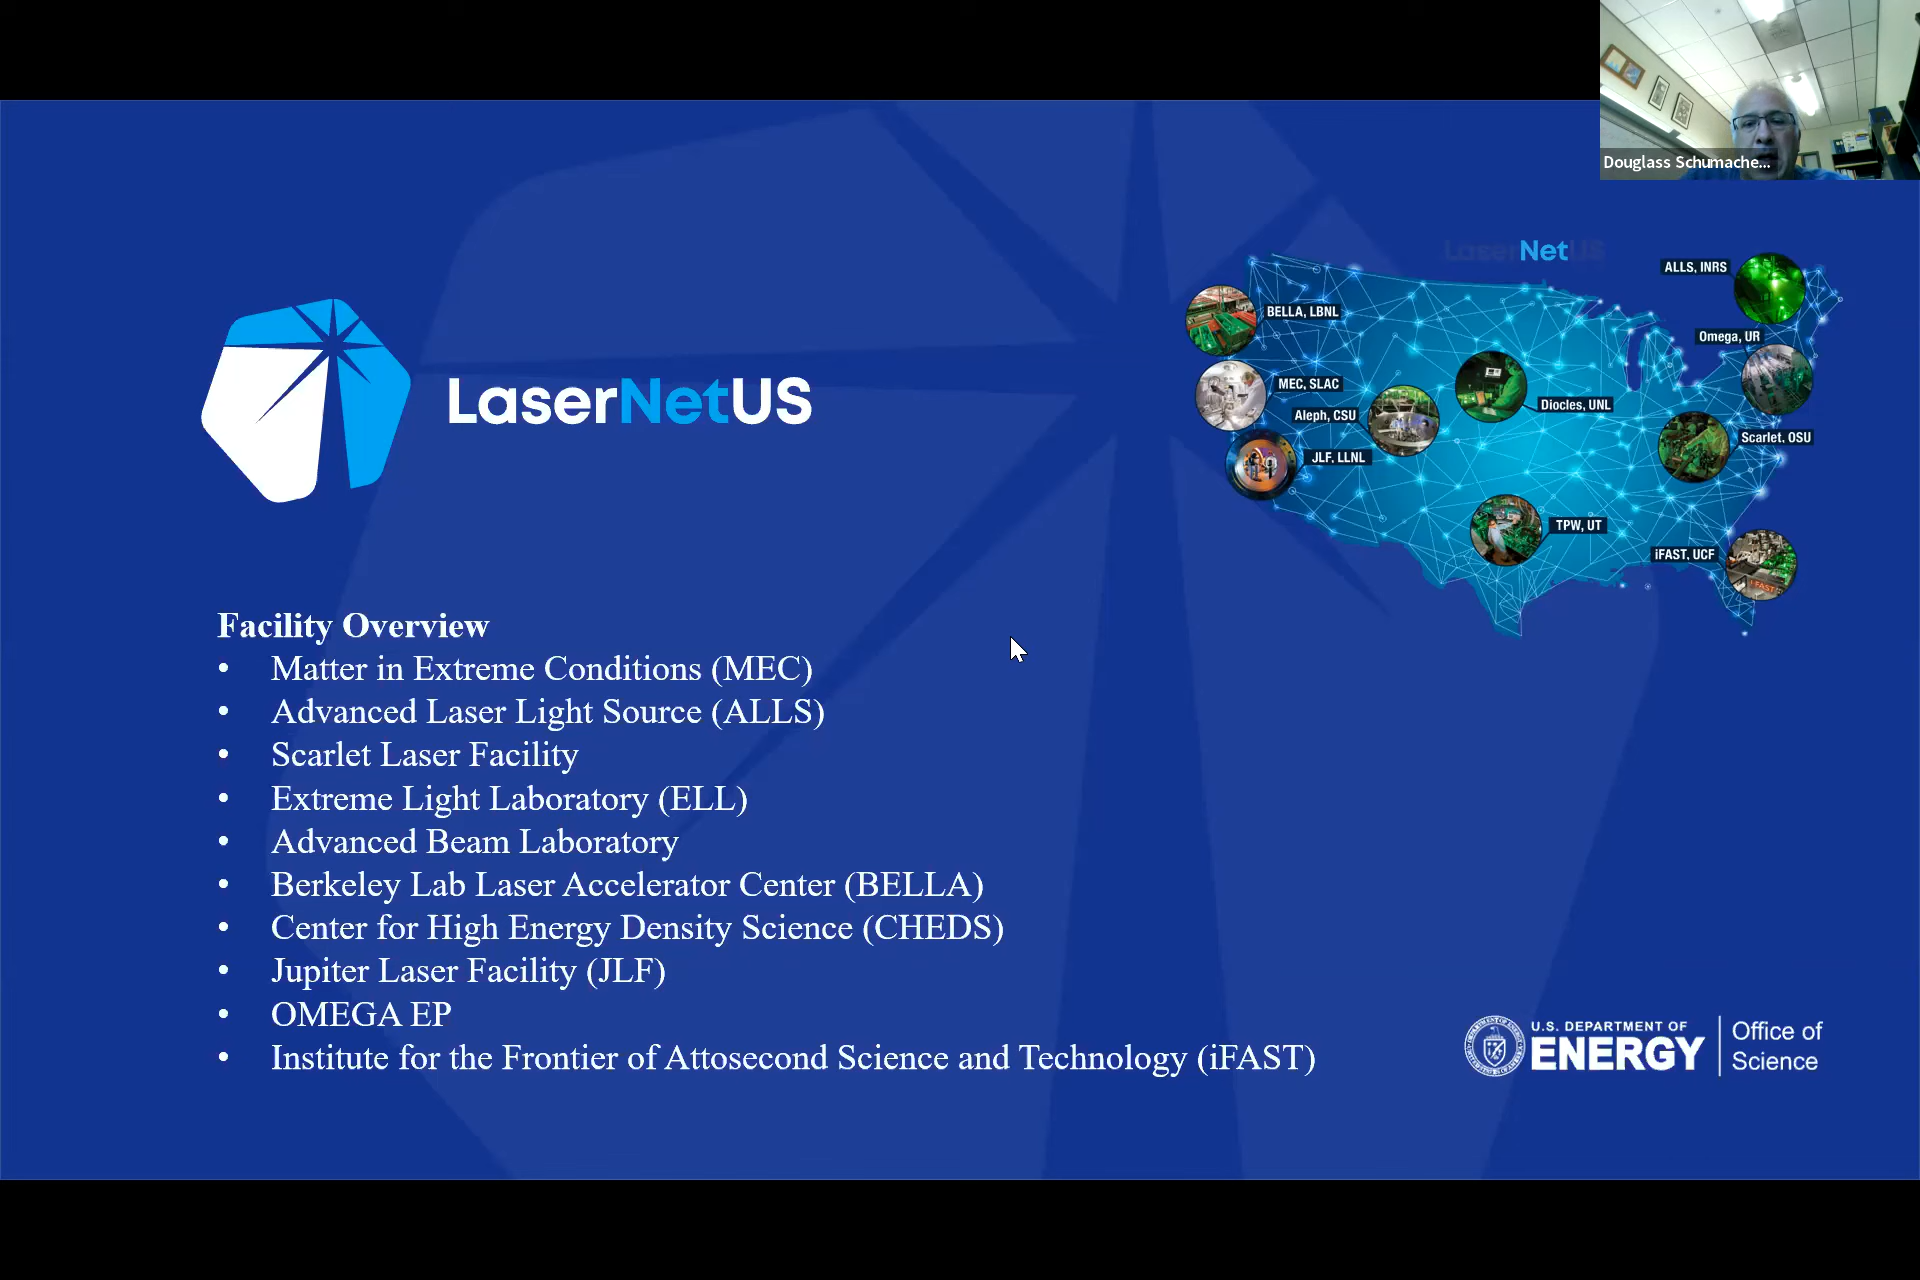 Douglass Schumache...
LaserNetUS
ALLS, INRS
BELLA, LBNL
Omega, UR
MEC, SLAC
Aleph, CSU
Diocles, UNL
Scarlet, OSU
JLF, LLNL
TPW, UT
iFAST, UCF
LaserNetUS
Facility Overview
• Matter in Extreme Conditions (MEC)
• Advanced Laser Light Source (ALLS)
• Scarlet Laser Facility
• Extreme Light Laboratory (ELL)
• Advanced Beam Laboratory
• Berkeley Lab Laser Accelerator Center (BELLA)
• Center for High Energy Density Science (CHEDS)
• Jupiter Laser Facility (JLF)
• OMEGA EP
• Institute for the Frontier of Attosecond Science and Technology (iFAST)
U.S. DEPARTMENT OF
ENERGY
Office of
Science